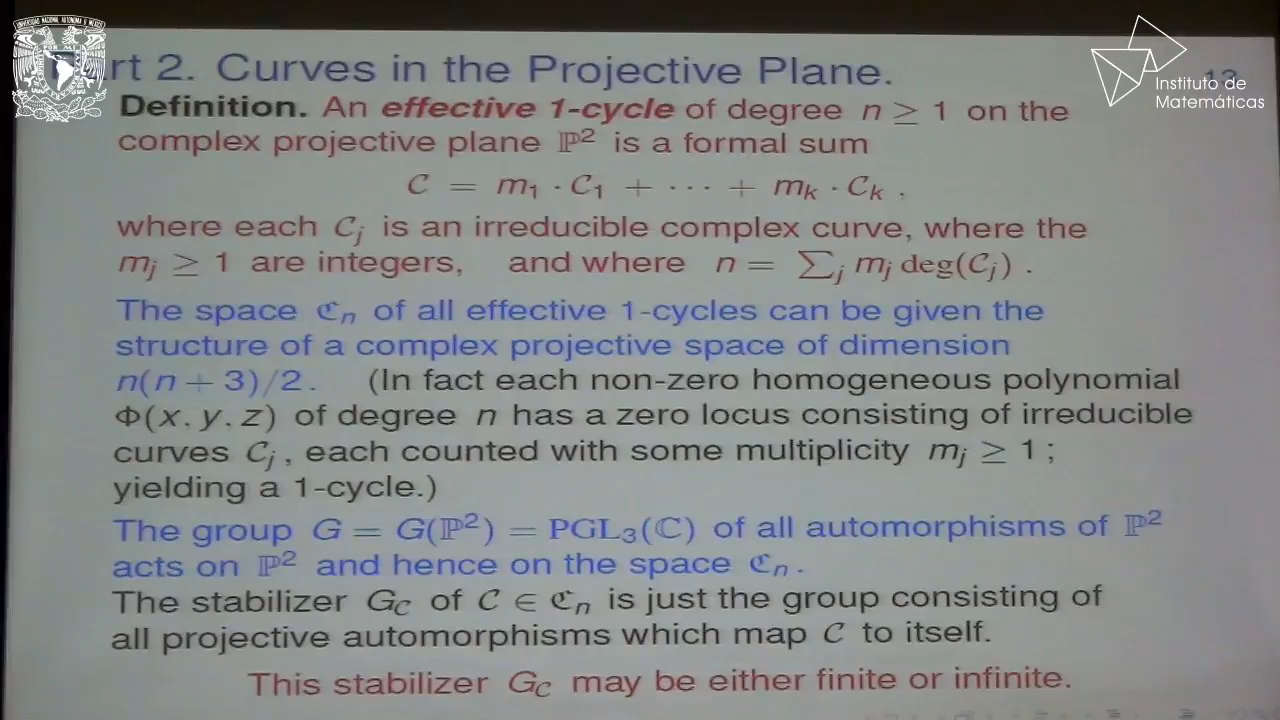 rt 2. Curves in the Projective Plane.
Instituto de
Matemáticas
Definition. An effective 1-cycle of degree n ≥ 1 on the
complex projective plane ℙ² is a formal sum
𝒞 = m₁ · 𝒞₁ + ··· + mₖ · 𝒞ₖ ,
where each 𝒞ⱼ is an irreducible complex curve, where the
mⱼ ≥ 1 are integers, and where n = ∑ⱼ mⱼ deg(𝒞ⱼ) .
The space ℭₙ of all effective 1-cycles can be given the
structure of a complex projective space of dimension
n(n + 3)/2. (In fact each non-zero homogeneous polynomial
Φ(x, y, z) of degree n has a zero locus consisting of irreducible
curves 𝒞ⱼ , each counted with some multiplicity mⱼ ≥ 1 ;
yielding a 1-cycle.)
The group G = G(ℙ²) = PGL₃(ℂ) of all automorphisms of ℙ²
acts on ℙ² and hence on the space ℭₙ .
The stabilizer G𝒞 of 𝒞 ∈ ℭₙ is just the group consisting of
all projective automorphisms which map 𝒞 to itself.
This stabilizer G𝒞 may be either finite or infinite.